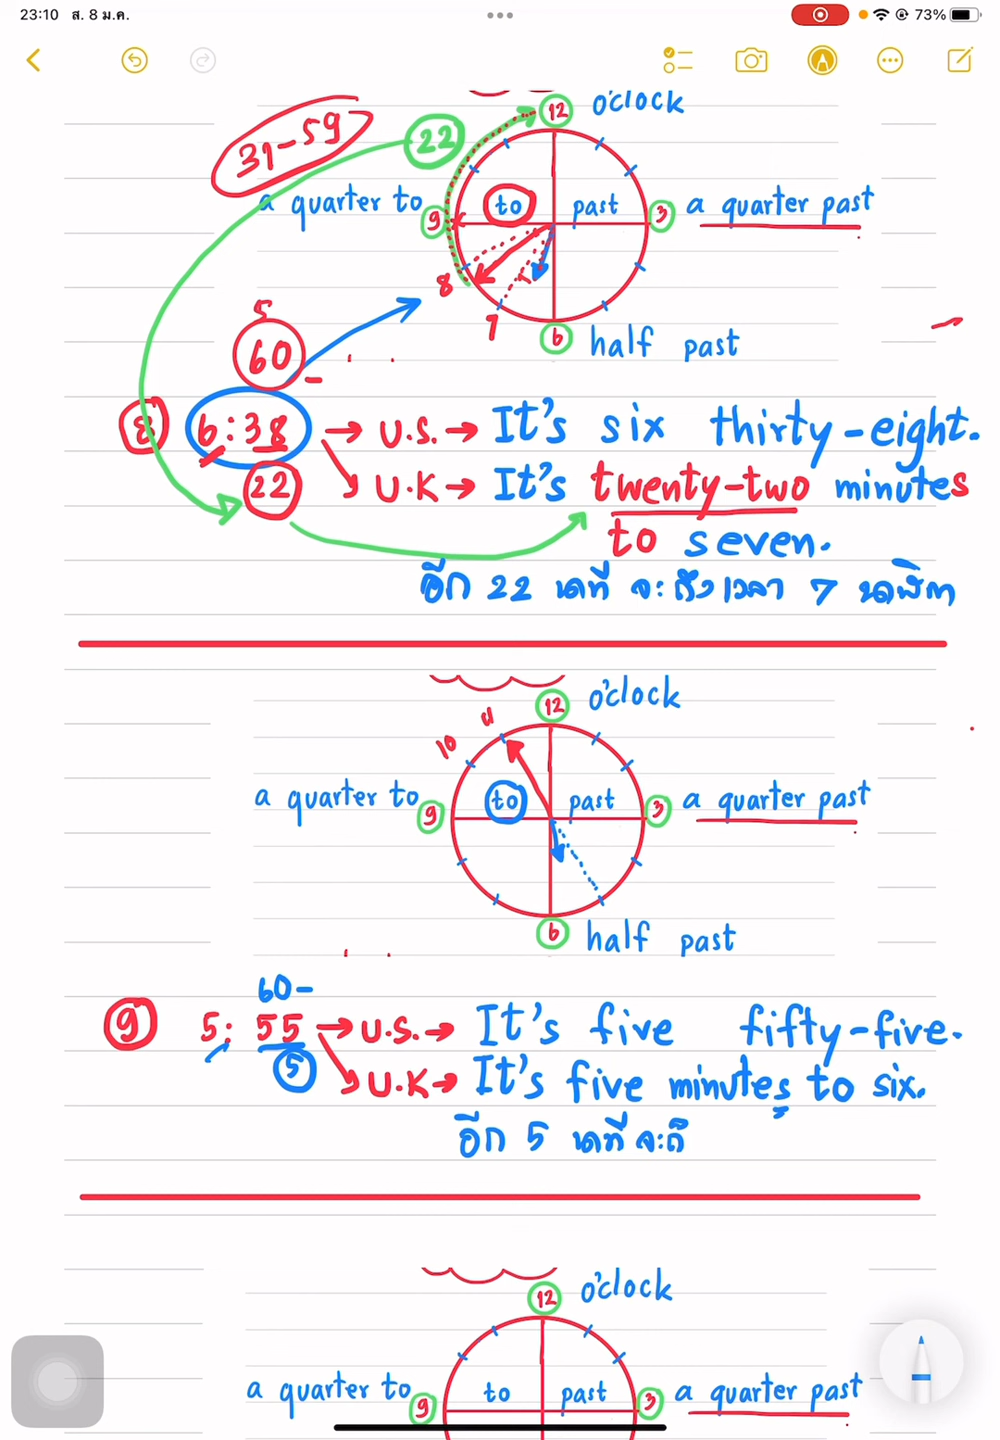 23:10 ส. 8 ม.ค.
73%
12 o'clock
31-59
22
a quarter to
9
to
past
3
a quarter past
8
7
6
half past
5
60
8 6:38 → U.S. → It's six thirty-eight.
22 U.K → It's twenty-two minutes
to seven.
อีก 22 นาที จะถึงเวลา 7 นาฬิกา
12 o'clock
11
10
a quarter to
9
to
past
3
a quarter past
6
half past
60-
9 5:55 → U.S. → It's five fifty-five.
5 U.K → It's five minutes to six.
อีก 5 นาที จะถึ
12 o'clock
a quarter to
9
to
past
3
a quarter past